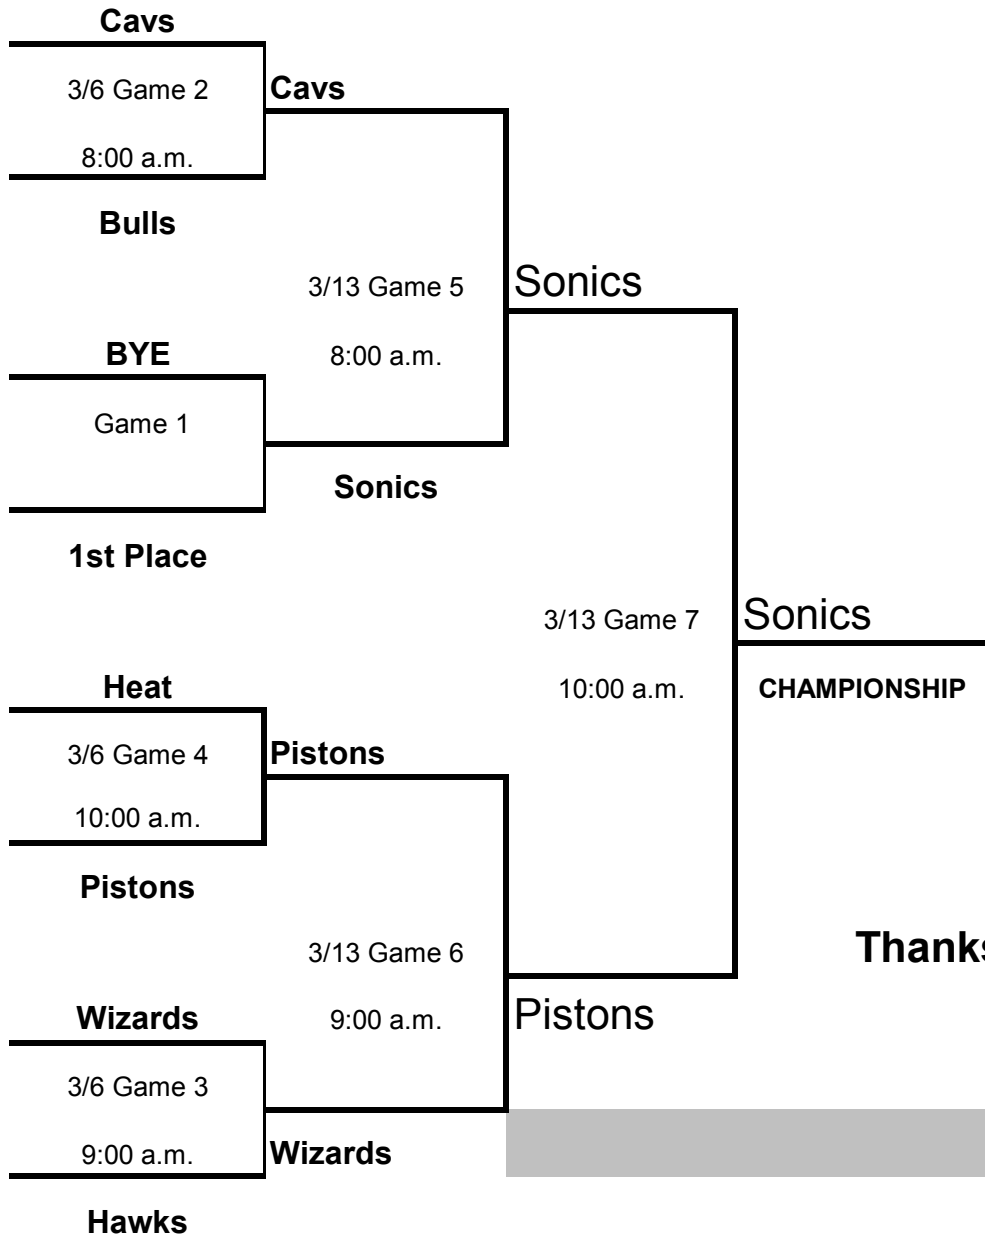 Cavs
3/6 Game 2
Cavs
8:00 a.m.
Bulls
3/13 Game 5
Sonics
BYE
8:00 a.m.
Game 1
Sonics
1st Place
3/13 Game 7
Sonics
Heat
10:00 a.m.
CHAMPIONSHIP
3/6 Game 4
Pistons
10:00 a.m.
Pistons
3/13 Game 6
Thanks
Wizards
9:00 a.m.
Pistons
3/6 Game 3
9:00 a.m.
Wizards
Hawks